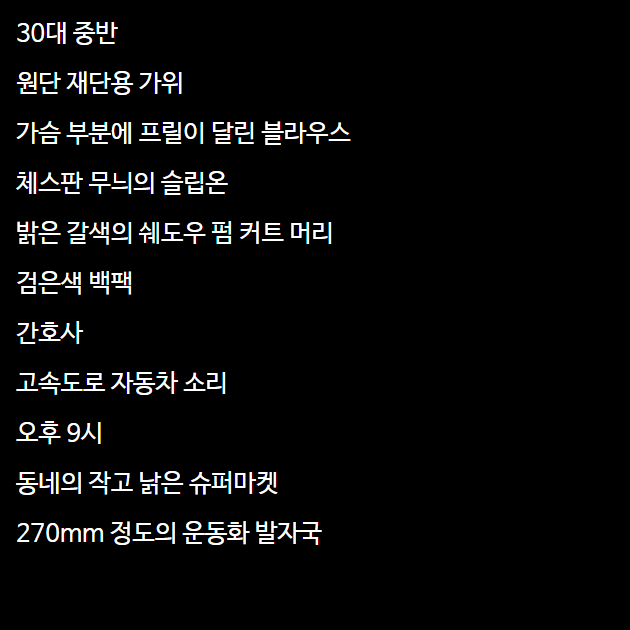 30대 중반
원단 재단용 가위
가슴 부분에 프릴이 달린 블라우스
체스판 무늬의 슬립온
밝은 갈색의 쉐도우 펌 커트 머리
검은색 백팩
간호사
고속도로 자동차 소리
오후 9시
동네의 작고 낡은 슈퍼마켓
270mm 정도의 운동화 발자국